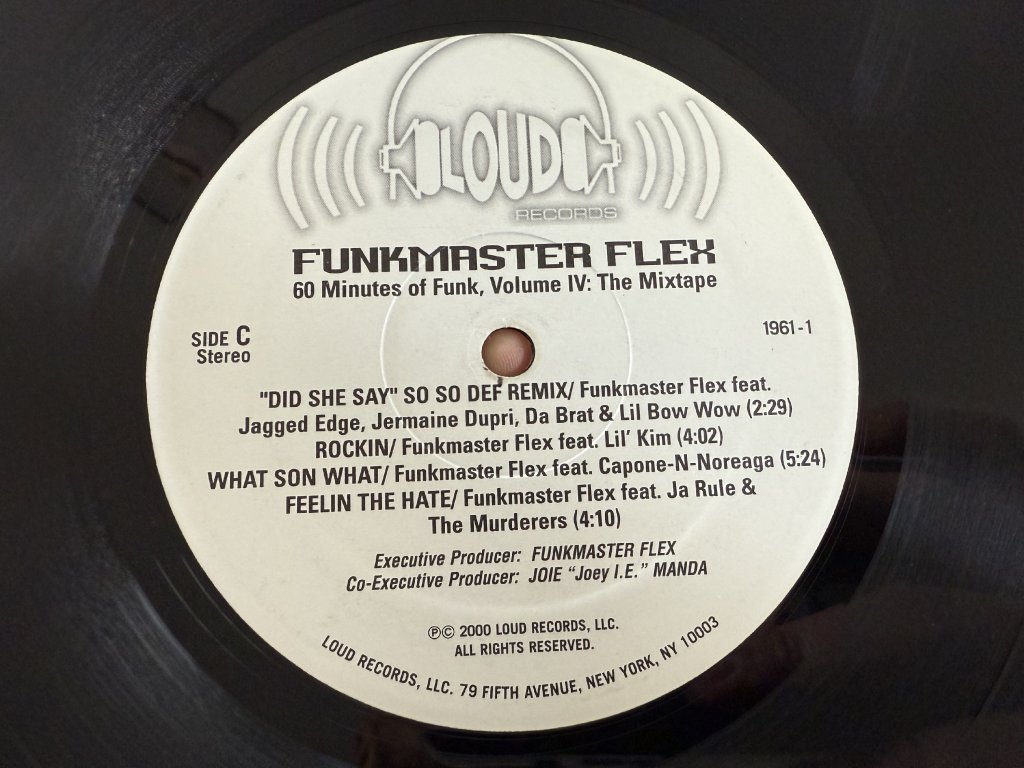 LOUD
RECORDS
FUNKMASTER FLEX
60 Minutes of Funk, Volume IV: The Mixtape
SIDE C
Stereo
1961-1
"DID SHE SAY" SO SO DEF REMIX/ Funkmaster Flex feat.
Jagged Edge, Jermaine Dupri, Da Brat & Lil Bow Wow (2:29)
ROCKIN/ Funkmaster Flex feat. Lil' Kim (4:02)
WHAT SON WHAT/ Funkmaster Flex feat. Capone-N-Noreaga (5:24)
FEELIN THE HATE/ Funkmaster Flex feat. Ja Rule &
The Murderers (4:10)
Executive Producer: FUNKMASTER FLEX
Co-Executive Producer: JOIE “Joey I.E.” MANDA
℗© 2000 LOUD RECORDS, LLC.
ALL RIGHTS RESERVED.
LOUD RECORDS, LLC. 79 FIFTH AVENUE, NEW YORK, NY 10003